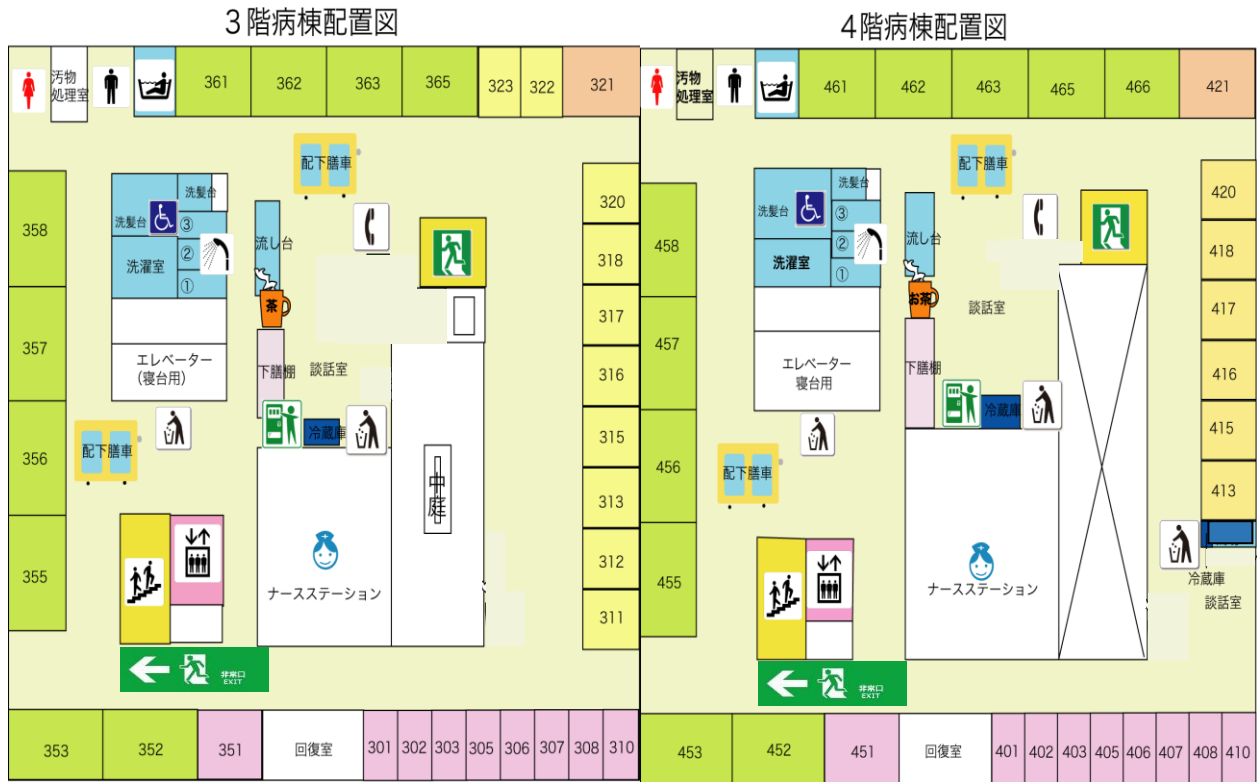 3階病棟配置図
汚物
処理室
361
362
363
365
323
322
321
配下膳車
洗髪台
洗髪台
③
②
①
洗濯室
流し台
茶
エレベーター
(寝台用)
下膳棚
談話室
冷蔵庫
配下膳車
中庭
ナースステーション
358
357
356
355
320
318
317
316
315
313
312
311
非常口
EXIT
353
352
351
回復室
301
302
303
305
306
307
308
310
4階病棟配置図
汚物
処理室
461
462
463
465
466
421
配下膳車
洗髪台
洗髪台
③
②
①
洗濯室
流し台
お茶
談話室
エレベーター
寝台用
下膳棚
冷蔵庫
配下膳車
ナースステーション
458
457
456
455
420
418
417
416
415
413
冷蔵庫
談話室
非常口
EXIT
453
452
451
回復室
401
402
403
405
406
407
408
410